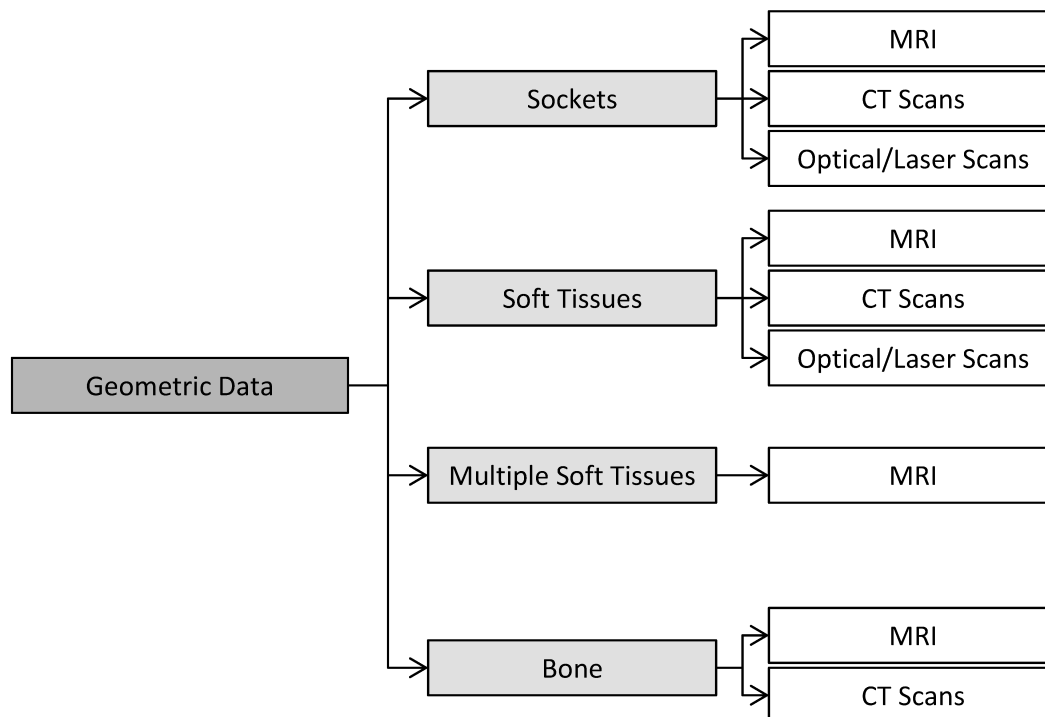 MRI
Sockets
CT Scans
Optical/Laser Scans
MRI
Soft Tissues
CT Scans
Optical/Laser Scans
Geometric Data
Multiple Soft Tissues
MRI
MRI
Bone
CT Scans